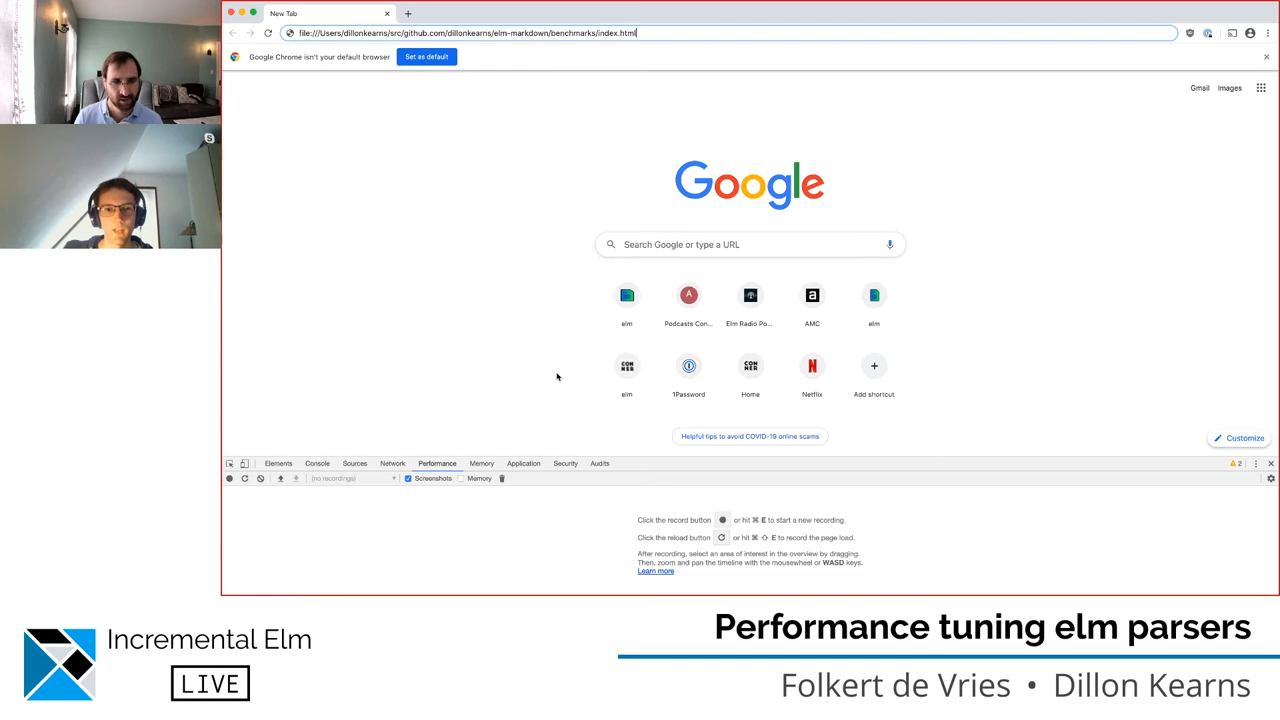 New Tab
file:///Users/dillonkearns/src/github.com/dillonkearns/elm-markdown/benchmarks/index.html
Google Chrome isn't your default browser
Set as default
Gmail Images
Google
Search Google or type a URL
A
a
elm
Podcasts Con...
Elm Radio Po...
AMC
elm
CON
NER
CON
NER
N
elm
1Password
Home
Netflix
Add shortcut
Helpful tips to avoid COVID-19 online scams
Customize
Elements Console Sources Network Performance Memory Application Security Audits
2
(no recordings) Screenshots Memory
Click the record button or hit ⌘ E to start a new recording.
Click the reload button or hit ⌘ ⇧ E to record the page load.
After recording, select an area of interest in the overview by dragging.
Then, zoom and pan the timeline with the mousewheel or WASD keys.
Learn more
Incremental Elm
LIVE
Performance tuning elm parsers
Folkert de Vries • Dillon Kearns